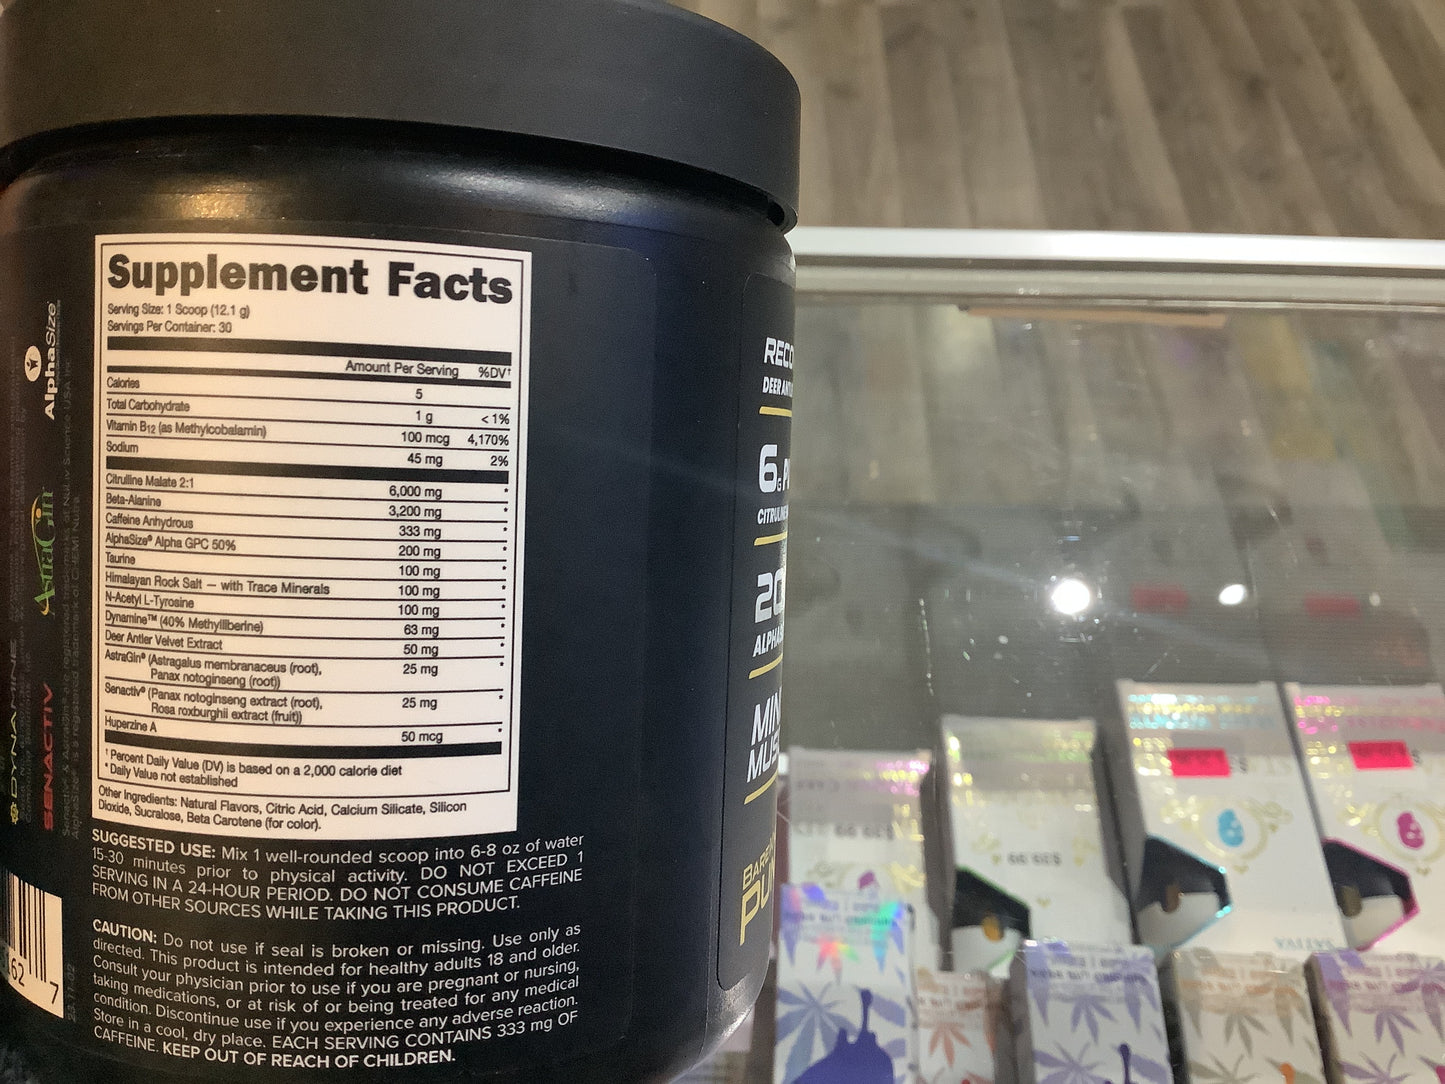 Supplement Facts
Serving Size: 1 Scoop (12.1 g)
Servings Per Container: 30
Amount Per Serving %DV†
Calories 5
Total Carbohydrate 1 g < 1%
Vitamin B12 (as Methylcobalamin) 100 mcg 4,170%
Sodium 45 mg 2%
Citrulline Malate 2:1 6,000 mg *
Beta-Alanine 3,200 mg *
Caffeine Anhydrous 333 mg *
AlphaSize® Alpha GPC 50% 200 mg *
Taurine 100 mg *
Himalayan Rock Salt — with Trace Minerals 100 mg *
N-Acetyl L-Tyrosine 100 mg *
Dynamine™ (40% Methylliberine) 63 mg *
Deer Antler Velvet Extract 50 mg *
AstraGin® (Astragalus membranaceus (root), 25 mg *
Panax notoginseng (root))
Senactiv® (Panax notoginseng extract (root), 25 mg *
Rosa roxburghii extract (fruit))
Huperzine A 50 mcg *
† Percent Daily Value (DV) is based on a 2,000 calorie diet
* Daily Value not established
Other Ingredients: Natural Flavors, Citric Acid, Calcium Silicate, Silicon
Dioxide, Sucralose, Beta Carotene (for color).
SUGGESTED USE: Mix 1 well-rounded scoop into 6-8 oz of water
15-30 minutes prior to physical activity. DO NOT EXCEED 1
SERVING IN A 24-HOUR PERIOD. DO NOT CONSUME CAFFEINE
FROM OTHER SOURCES WHILE TAKING THIS PRODUCT.
CAUTION: Do not use if seal is broken or missing. Use only as
directed. This product is intended for healthy adults 18 and older.
Consult your physician prior to use if you are pregnant or nursing,
taking medications, or at risk of or being treated for any medical
condition. Discontinue use if you experience any adverse reaction.
Store in a cool, dry place. EACH SERVING CONTAINS 333 mg OF
CAFFEINE. KEEP OUT OF REACH OF CHILDREN.
AlphaSize®
AstraGin
DYNAMINE
SENACTIV
62 7
RECO
DEER ANT
6G P
CITRULLINE
20
ALPHAS
MIN
MUS
BARE
PU